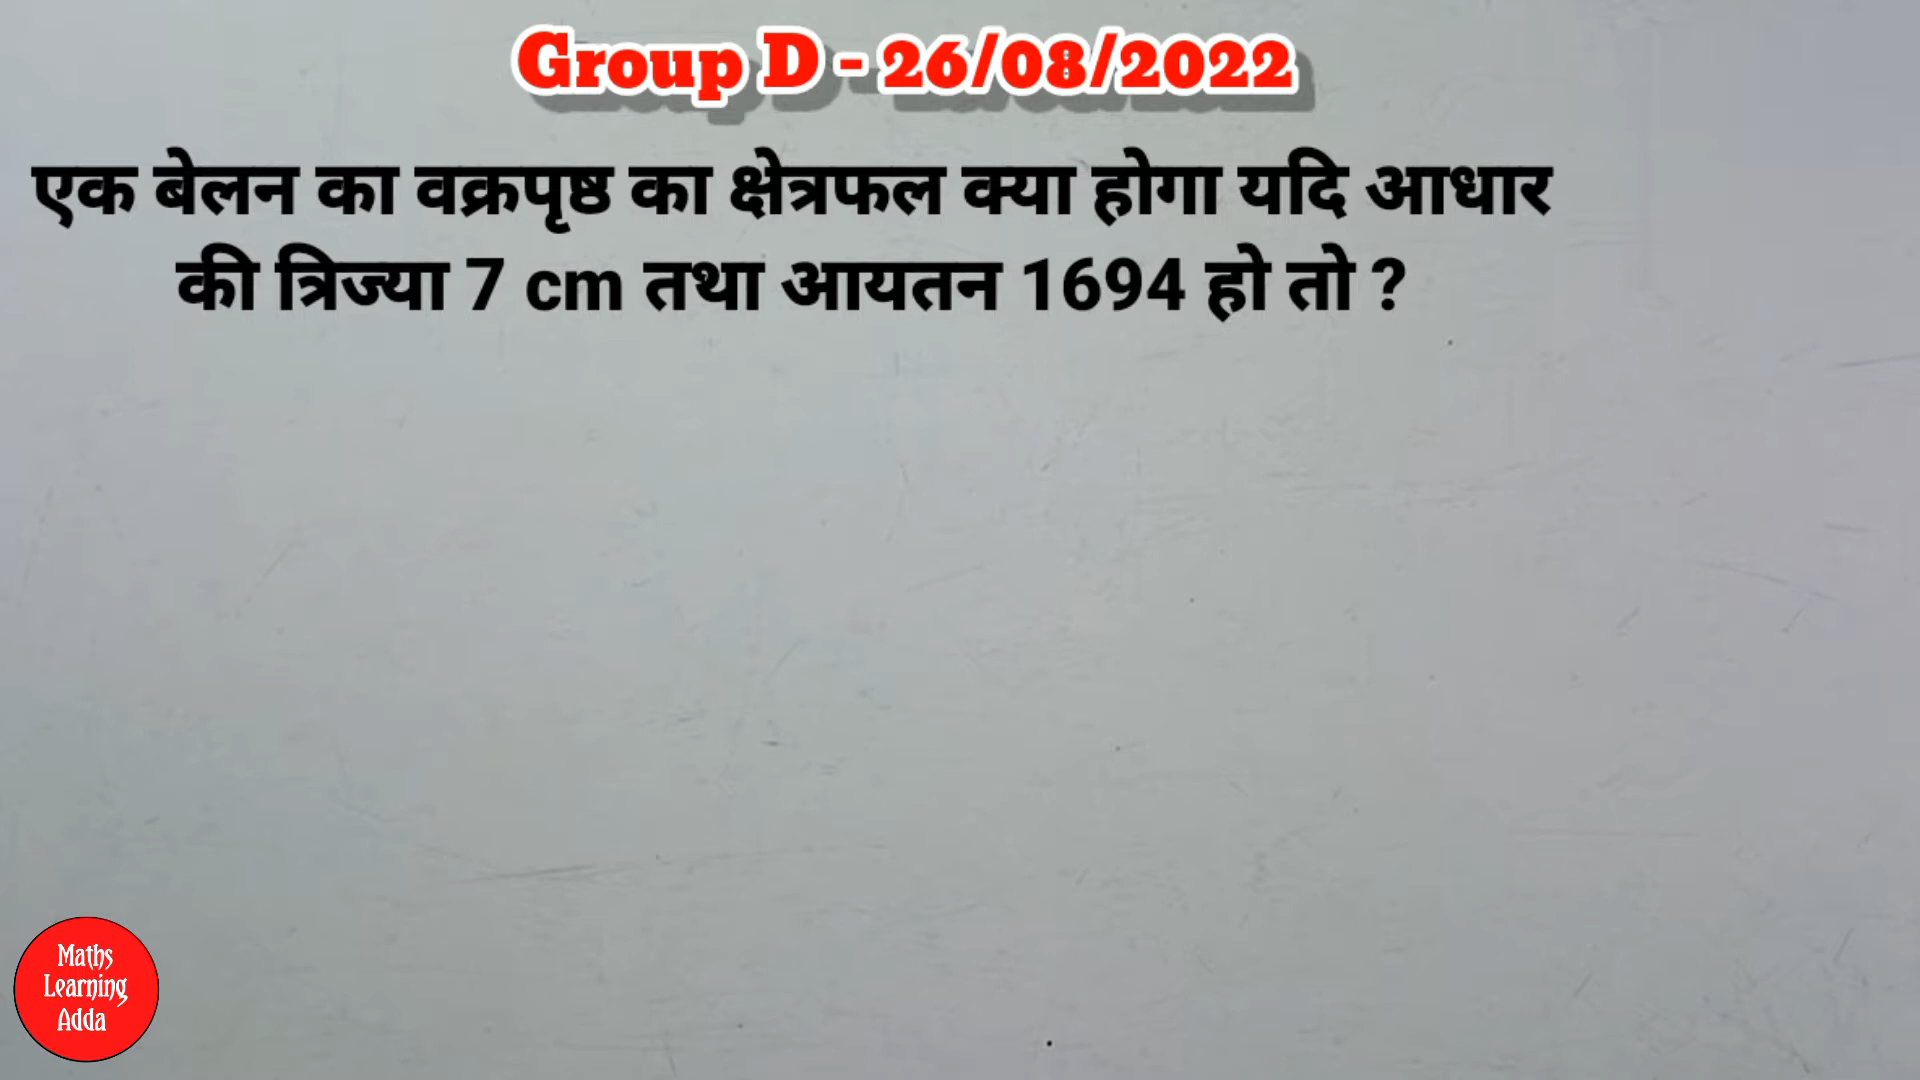 Group D - 26/08/2022
एक बेलन का वक्रपृष्ठ का क्षेत्रफल क्या होगा यदि आधार
की त्रिज्या 7 cm तथा आयतन 1694 हो तो ?
Maths
Learning
Adda